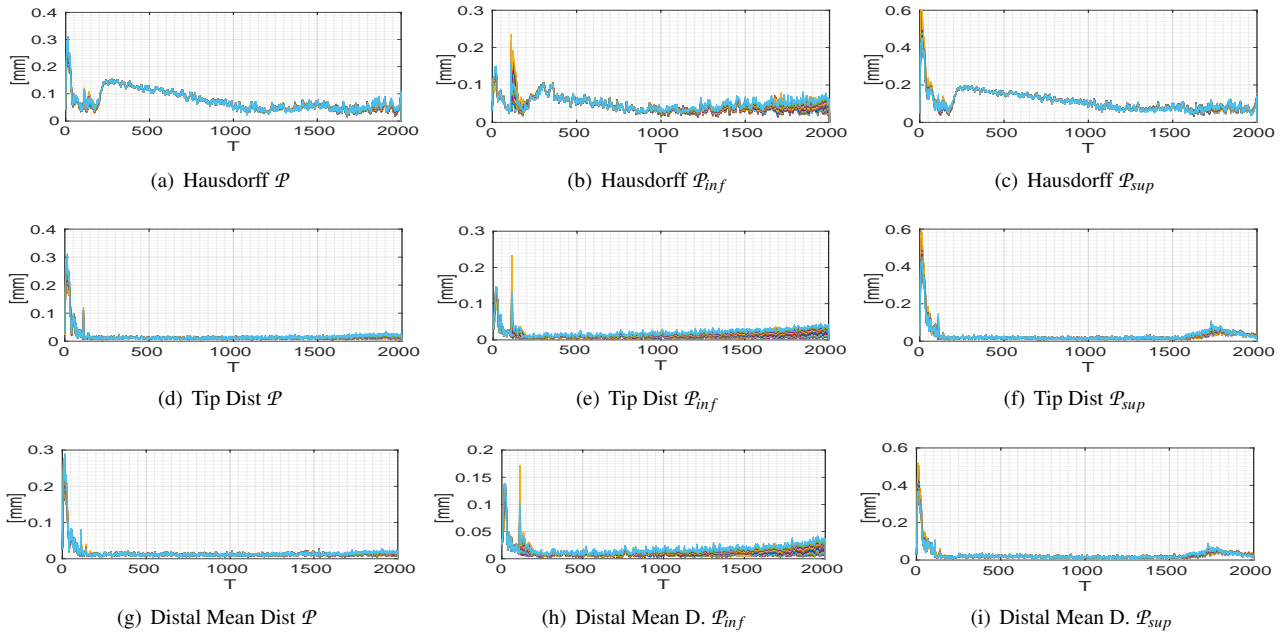 0.4
0.3
0.2
0.1
0
[mm]
0 500 1000 1500 2000
T
(a) Hausdorff 𝒫
0.3
0.2
0.1
0
[mm]
0 500 1000 1500 2000
T
(b) Hausdorff 𝒫inf
0.6
0.4
0.2
0
[mm]
0 500 1000 1500 2000
T
(c) Hausdorff 𝒫sup
0.4
0.3
0.2
0.1
0
[mm]
0 500 1000 1500 2000
T
(d) Tip Dist 𝒫
0.3
0.2
0.1
0
[mm]
0 500 1000 1500 2000
T
(e) Tip Dist 𝒫inf
0.6
0.4
0.2
0
[mm]
0 500 1000 1500 2000
T
(f) Tip Dist 𝒫sup
0.3
0.2
0.1
0
[mm]
0 500 1000 1500 2000
T
(g) Distal Mean Dist 𝒫
0.2
0.15
0.1
0.05
0
[mm]
0 500 1000 1500 2000
T
(h) Distal Mean D. 𝒫inf
0.6
0.4
0.2
0
[mm]
0 500 1000 1500 2000
T
(i) Distal Mean D. 𝒫sup